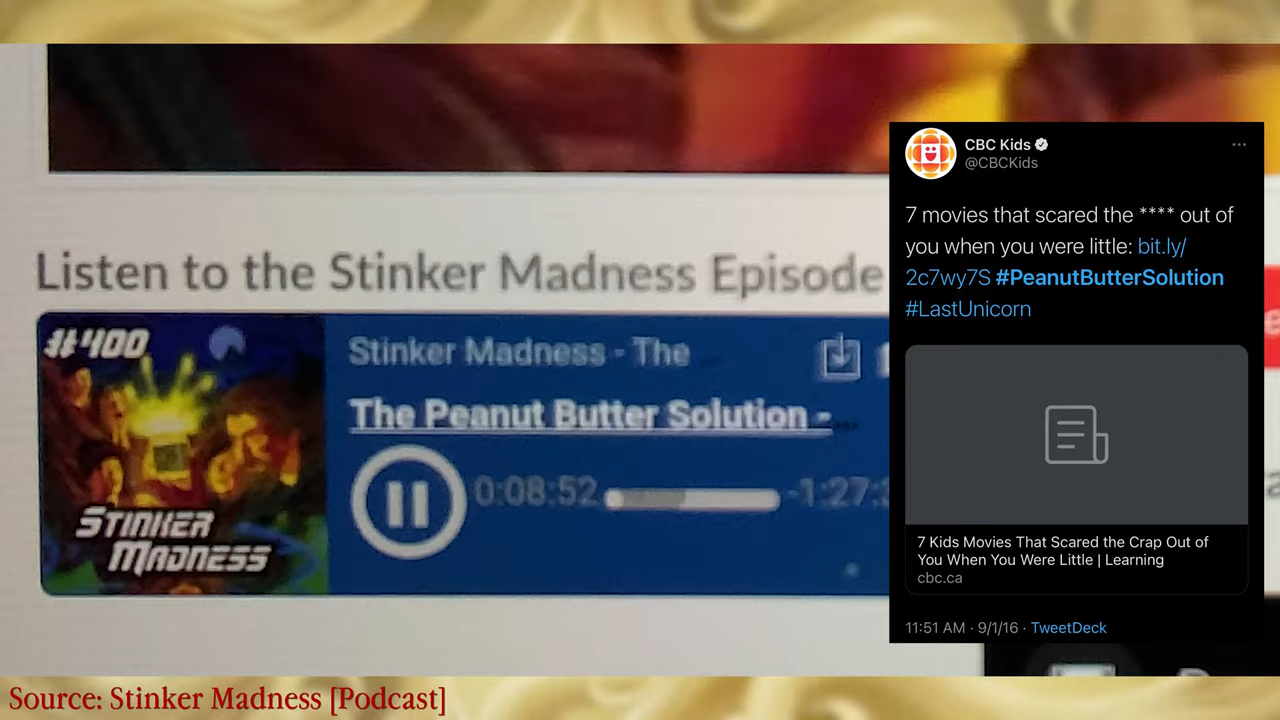 Listen to the Stinker Madness Episode
#400
STINKER
MADNESS
Stinker Madness - The
The Peanut Butter Solution -...
0:08:52
-1:27:
CBC Kids
@CBCKids
7 movies that scared the **** out of
you when you were little: bit.ly/
2c7wy7S #PeanutButterSolution
#LastUnicorn
7 Kids Movies That Scared the Crap Out of
You When You Were Little | Learning
cbc.ca
11:51 AM · 9/1/16 · TweetDeck
Source: Stinker Madness [Podcast]